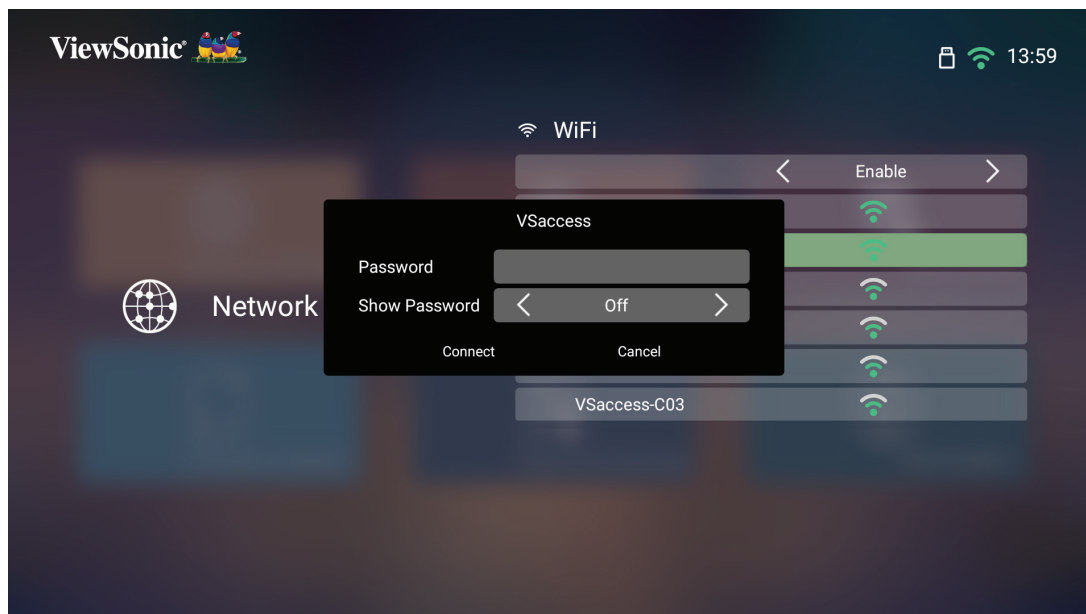 ViewSonic®
13:59
WiFi
Enable
VSaccess
Password
Network
Show Password Off
Connect Cancel
VSaccess-C03